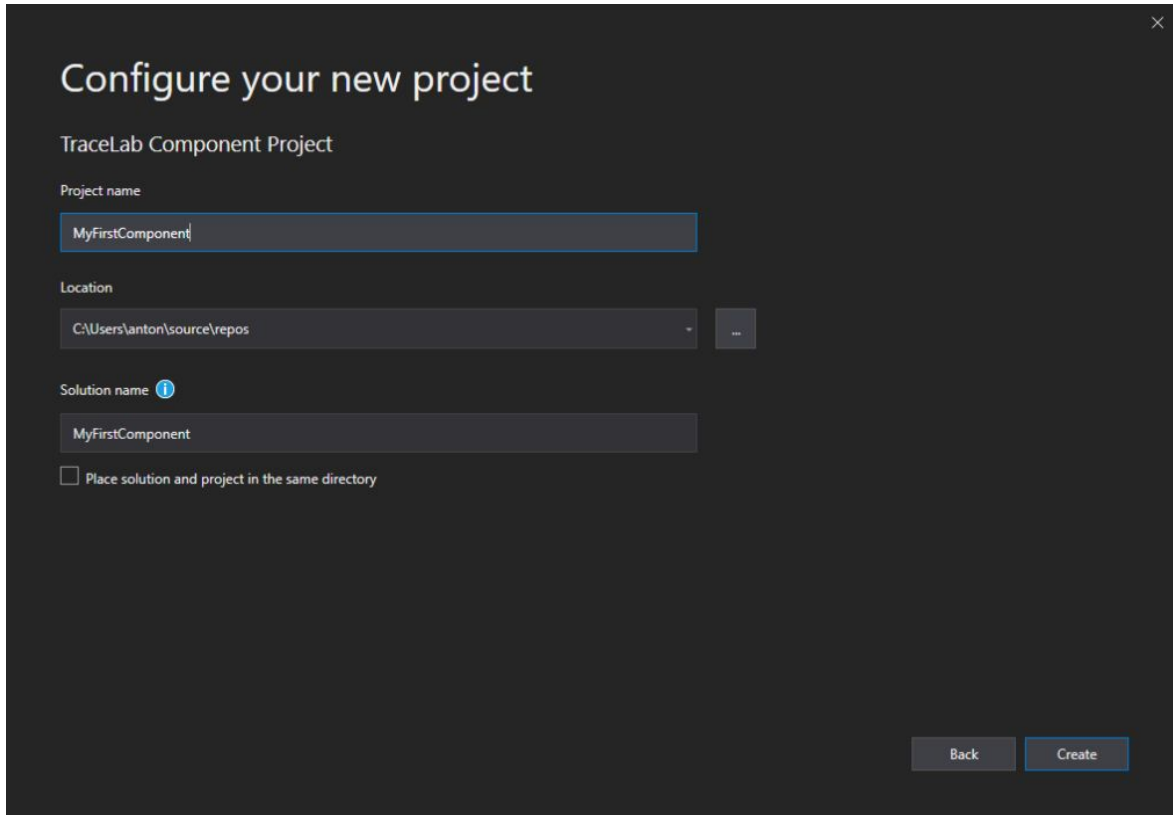 Configure your new project
TraceLab Component Project
Project name
MyFirstComponent
Location
C:\Users\anton\source\repos
...
Solution name
MyFirstComponent
Place solution and project in the same directory
Back
Create